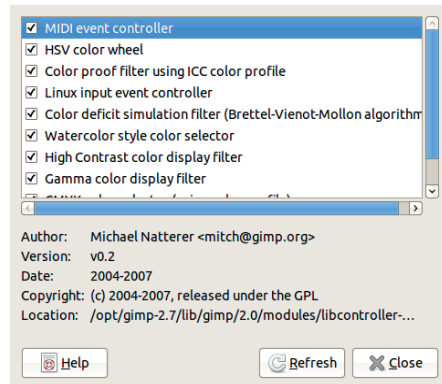 MIDI event controller
HSV color wheel
Color proof filter using ICC color profile
Linux input event controller
Color deficit simulation filter (Brettel-Vienot-Mollon algorithm
Watercolor style color selector
High Contrast color display filter
Gamma color display filter
Author: Michael Natterer <mitch@gimp.org>
Version: v0.2
Date: 2004-2007
Copyright: (c) 2004-2007, released under the GPL
Location: /opt/gimp-2.7/lib/gimp/2.0/modules/libcontroller-...
Help Refresh Close